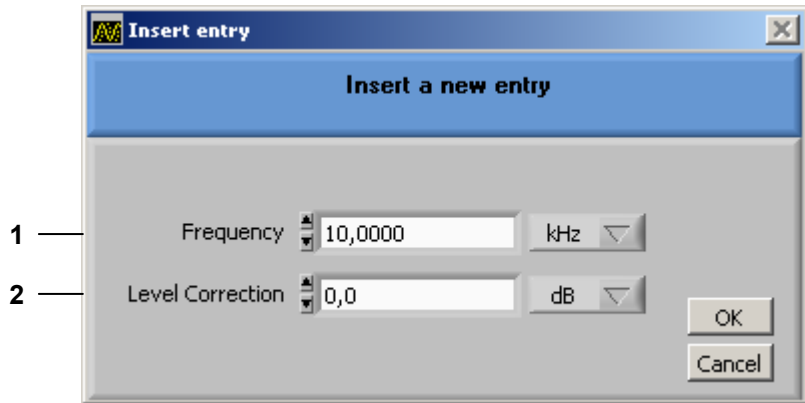 Insert entry
Insert a new entry
1 Frequency 10,0000 kHz
2 Level Correction 0,0 dB
OK
Cancel